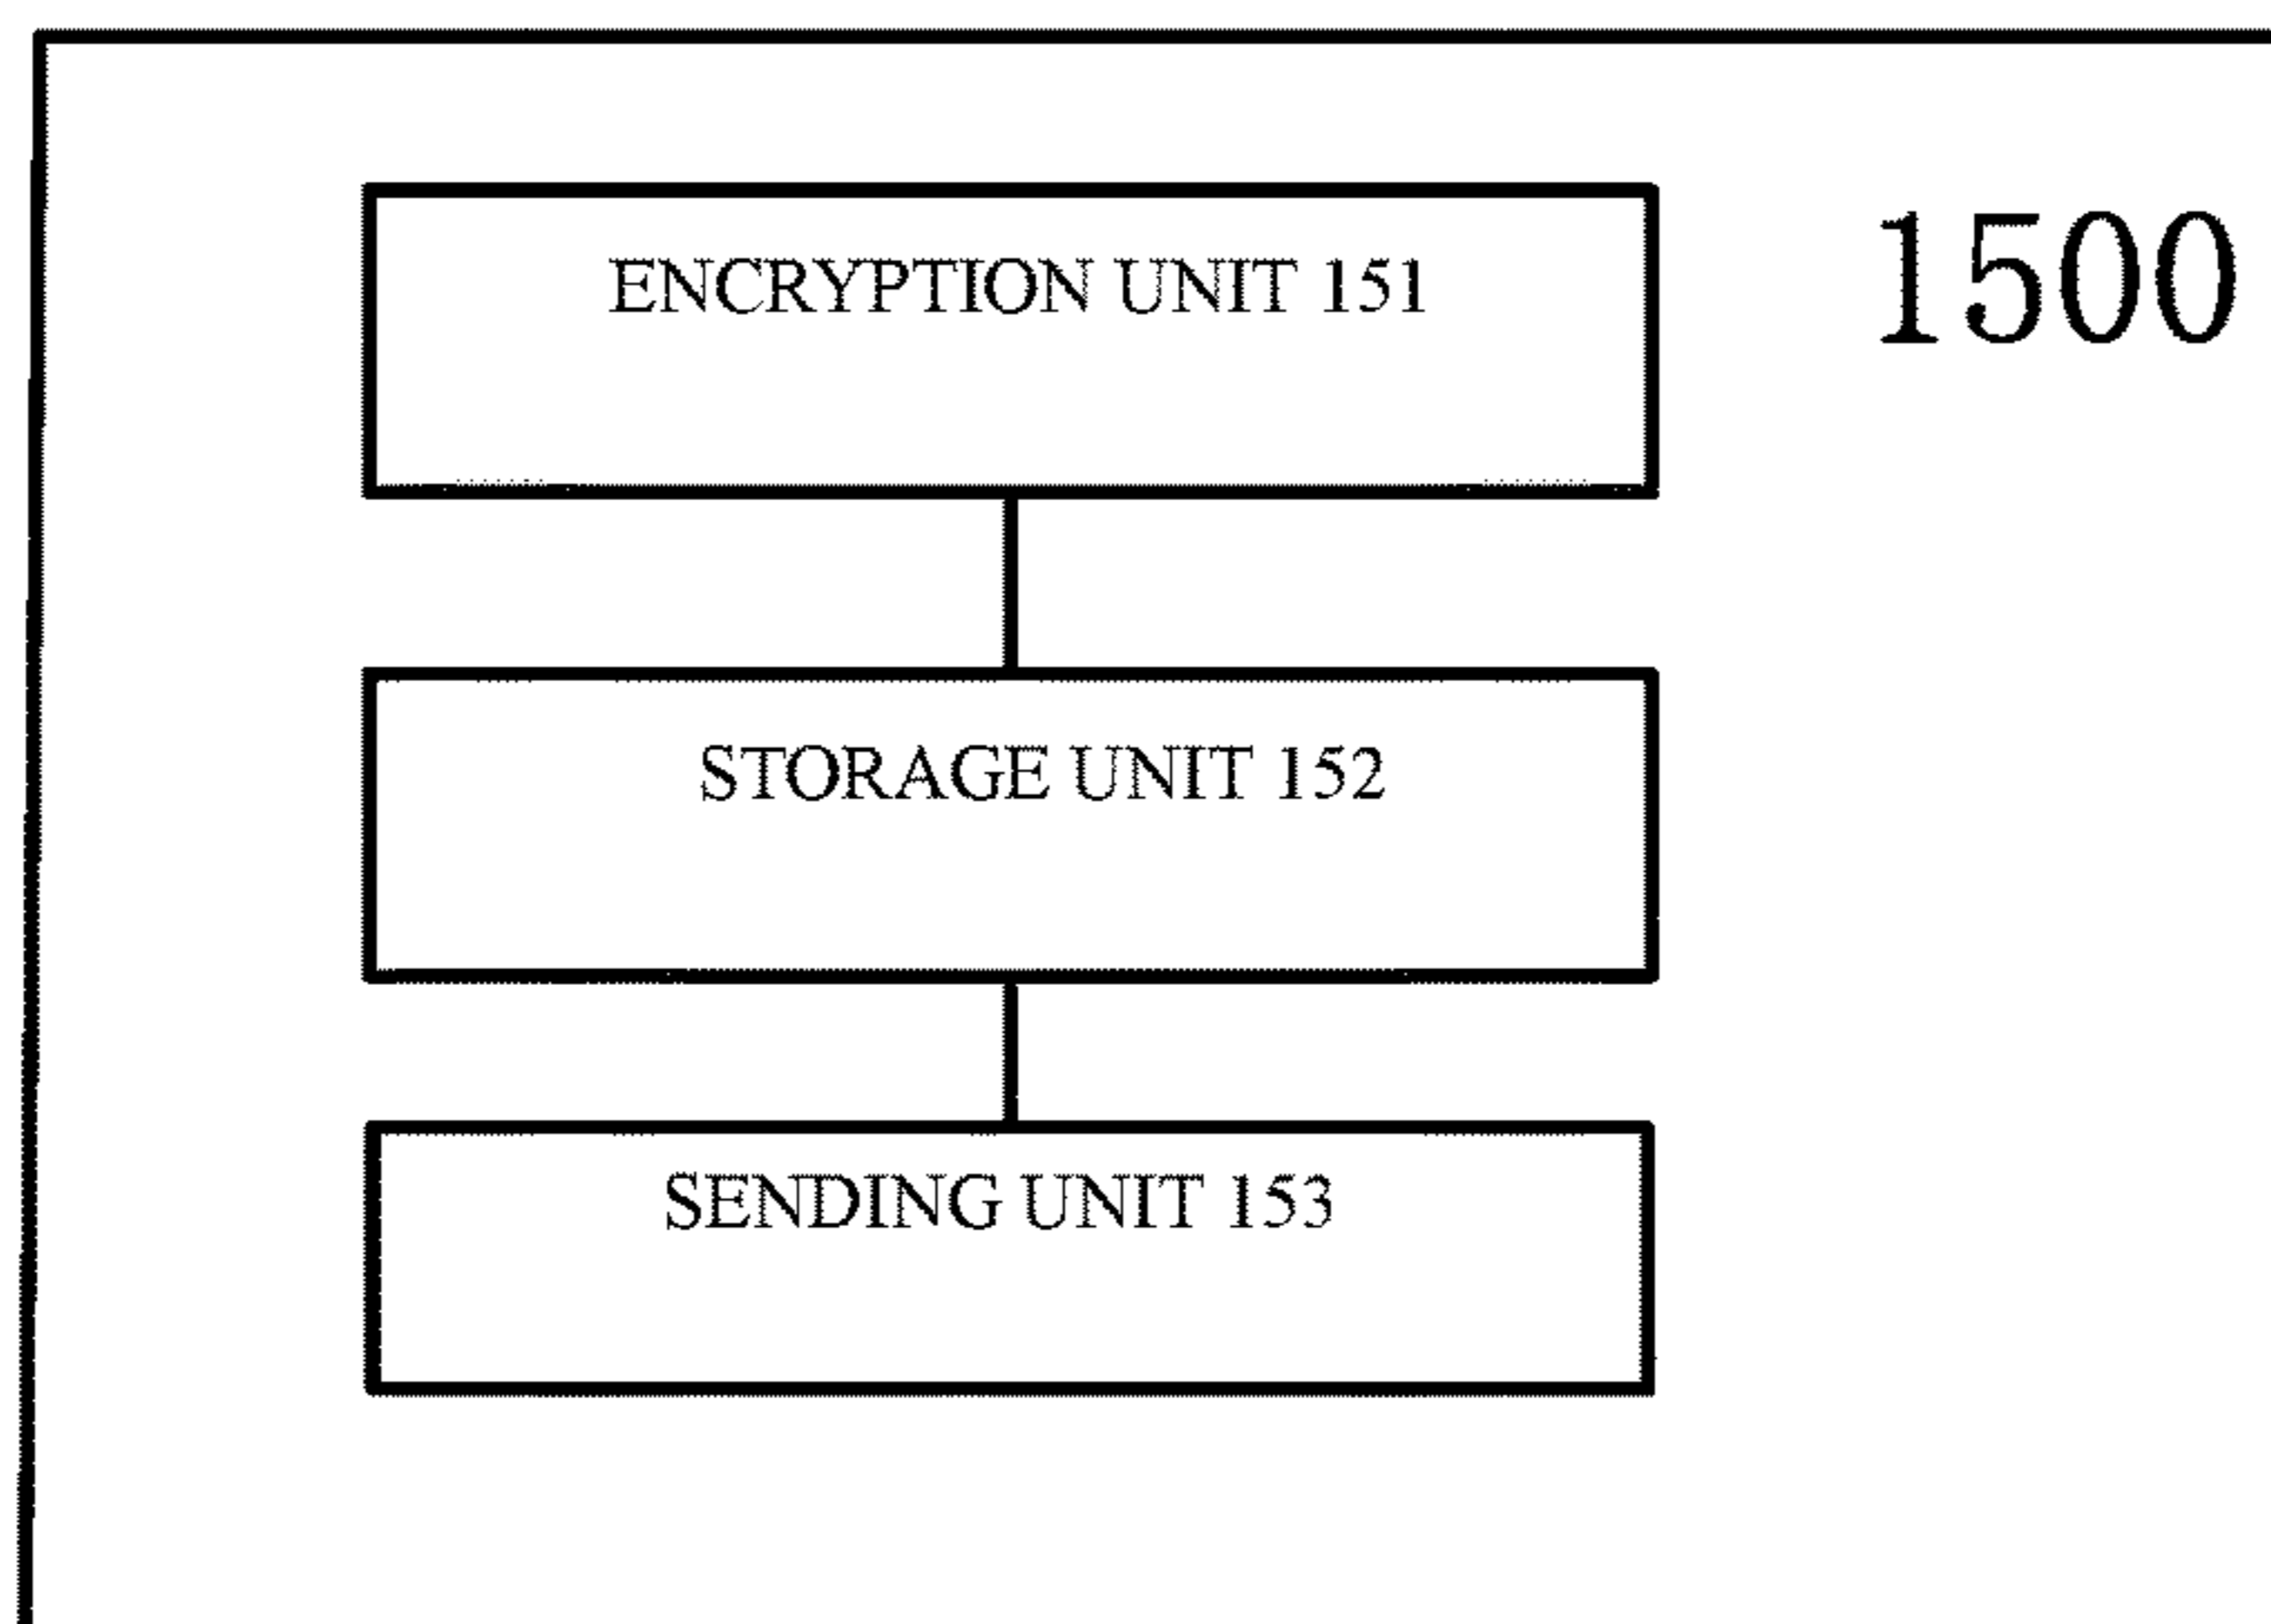 ENCRYPTION UNIT 151
1500
STORAGE UNIT 152
SENDING UNIT 153